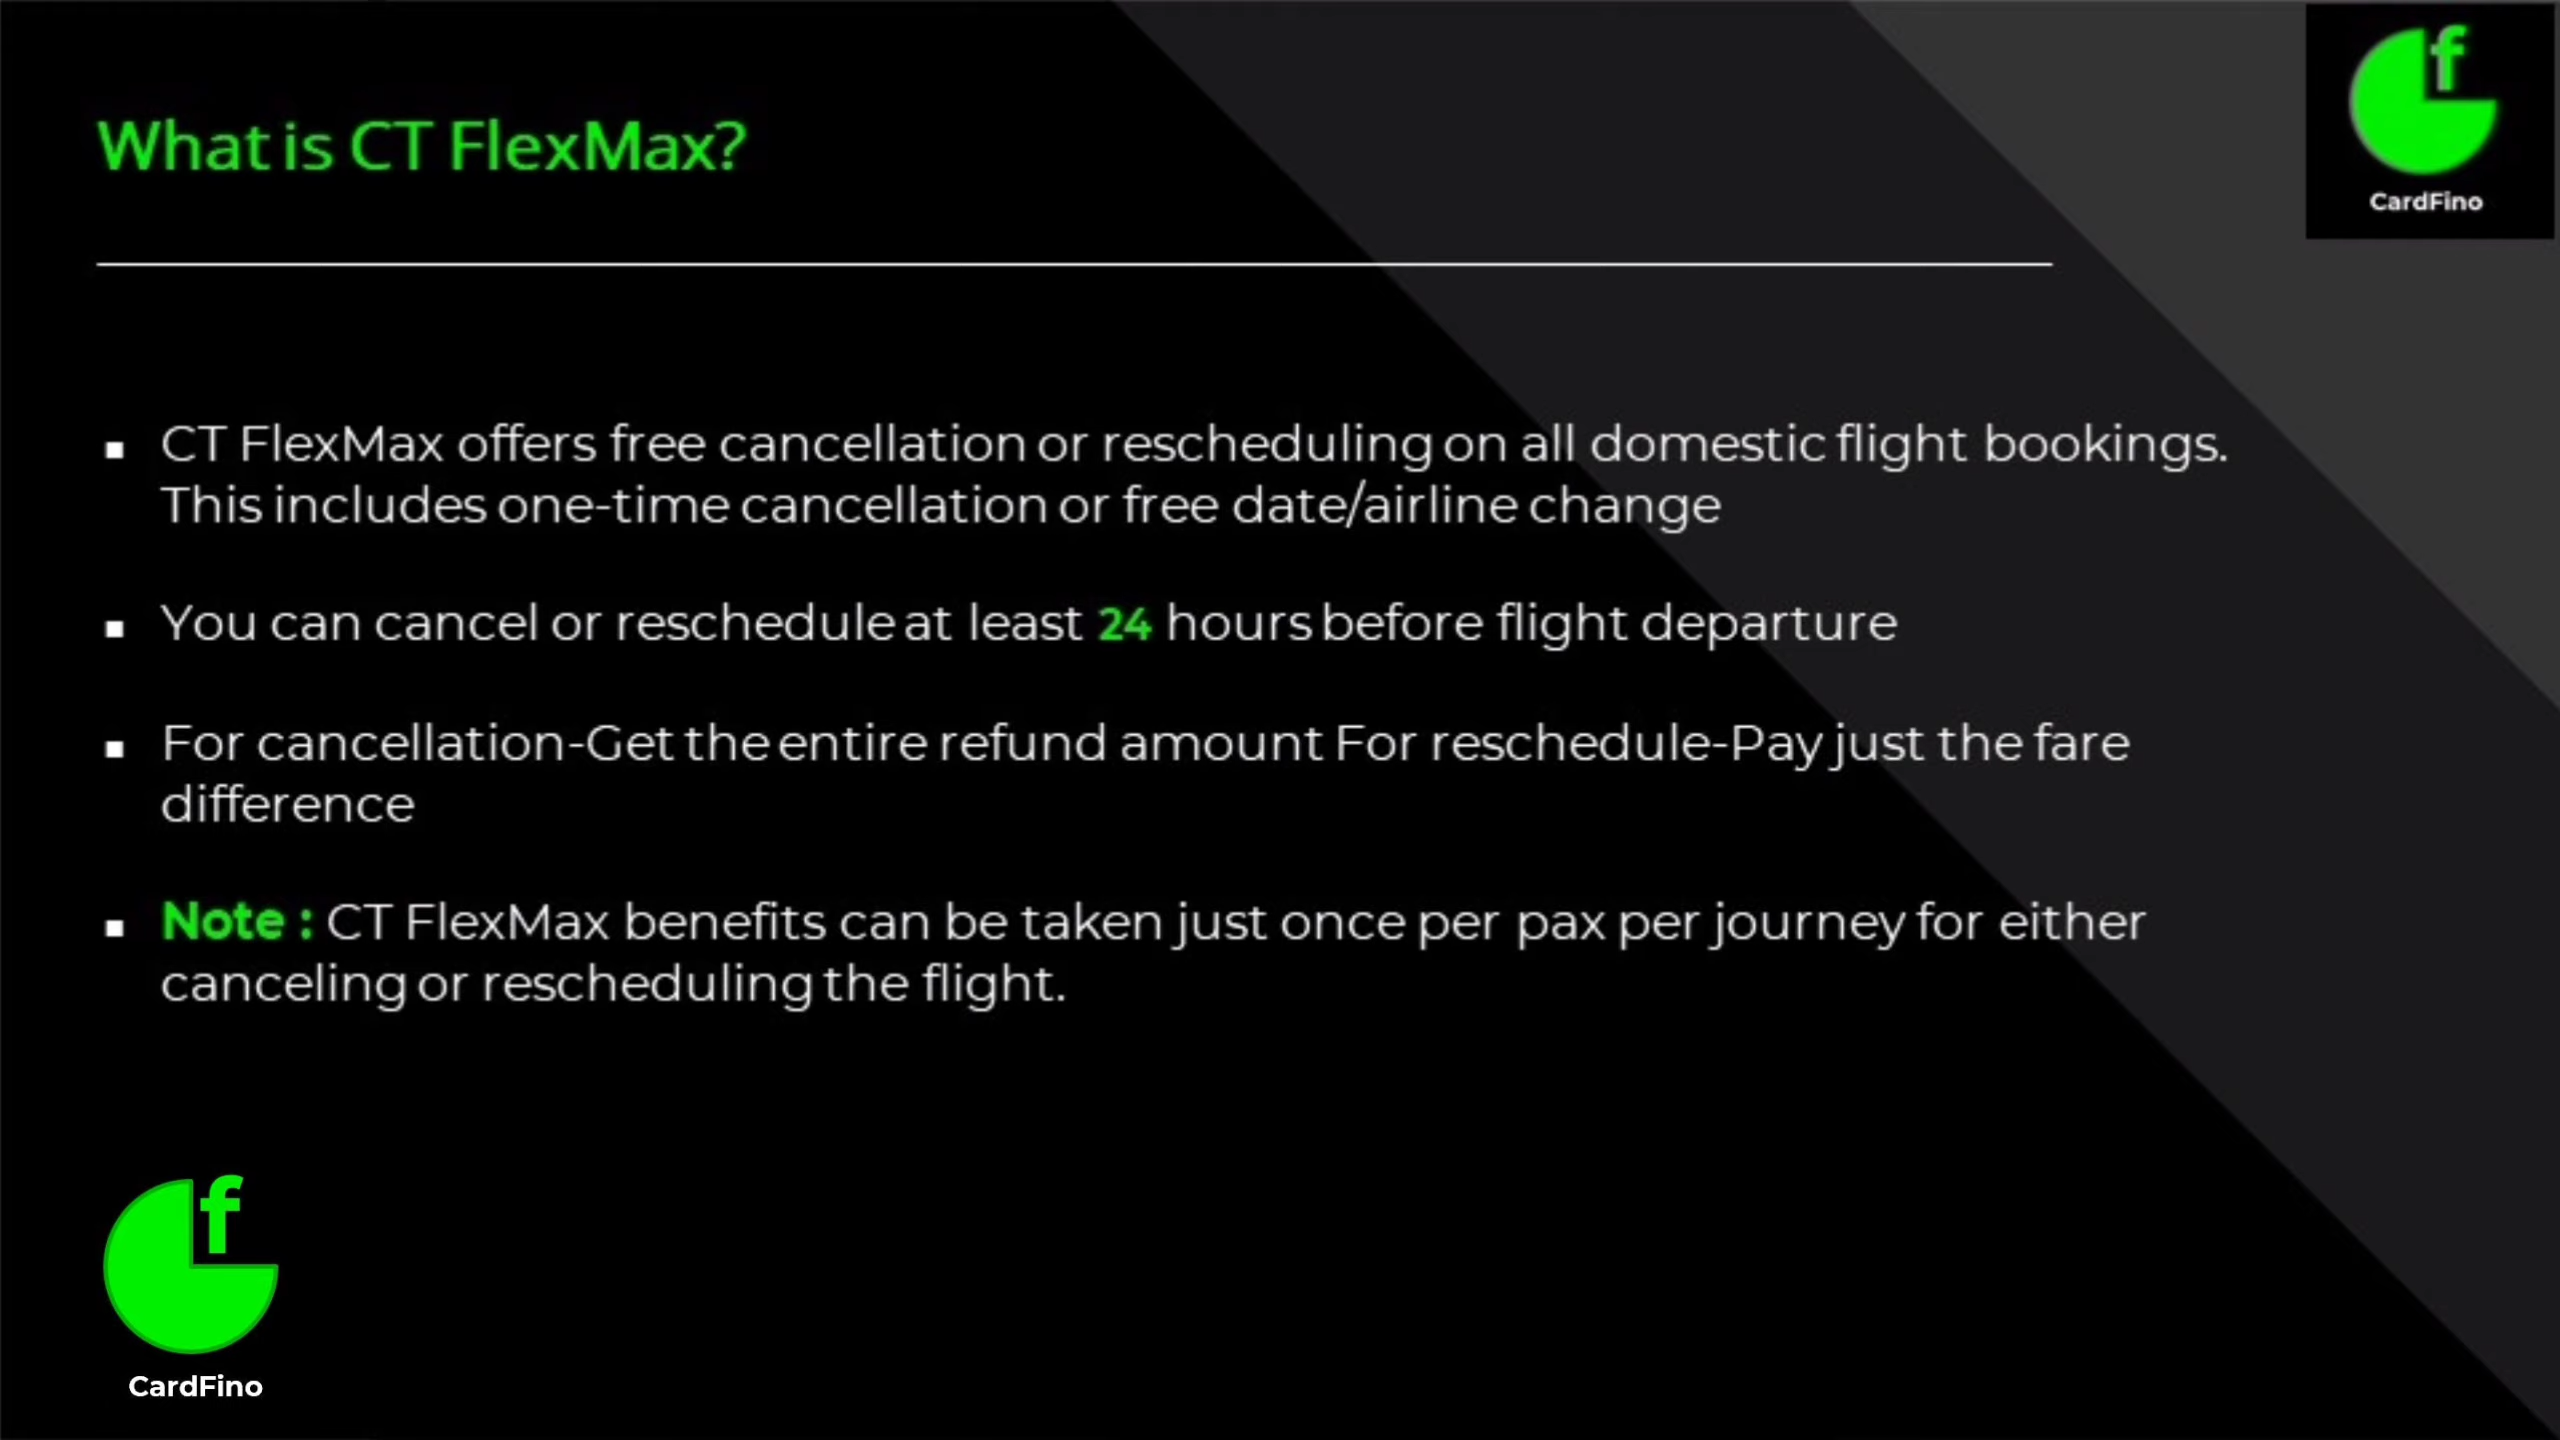 What is CT FlexMax?
f
CardFino
CT FlexMax offers free cancellation or rescheduling on all domestic flight bookings.
This includes one-time cancellation or free date/airline change
You can cancel or reschedule at least 24 hours before flight departure
For cancellation-Get the entire refund amount For reschedule-Pay just the fare
difference
Note : CT FlexMax benefits can be taken just once per pax per journey for either
canceling or rescheduling the flight.
f
CardFino